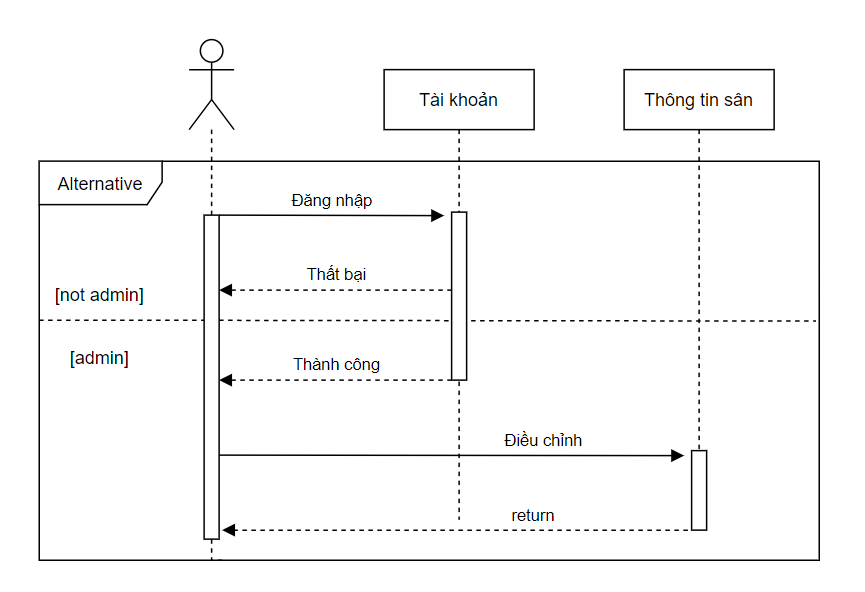 Tài khoản
Thông tin sân
Alternative
Đăng nhập
Thất bại
[not admin]
[admin]
Thành công
Điều chỉnh
return